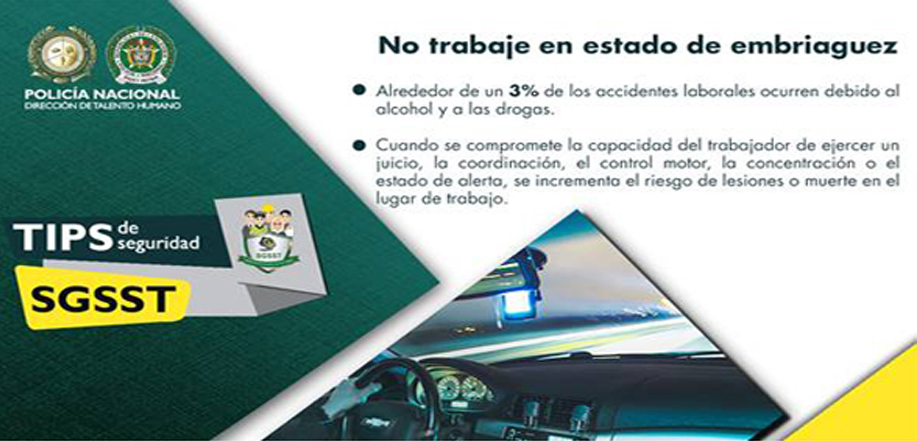 POLICÍA NACIONAL
DIRECCIÓN DE TALENTO HUMANO
TIPS de
seguridad
SGSST
SGSST
No trabaje en estado de embriaguez
Alrededor de un 3% de los accidentes laborales ocurren debido al
alcohol y a las drogas.
Cuando se compromete la capacidad del trabajador de ejercer un
juicio, la coordinación, el control motor, la concentración o el
estado de alerta, se incrementa el riesgo de lesiones o muerte en el
lugar de trabajo.